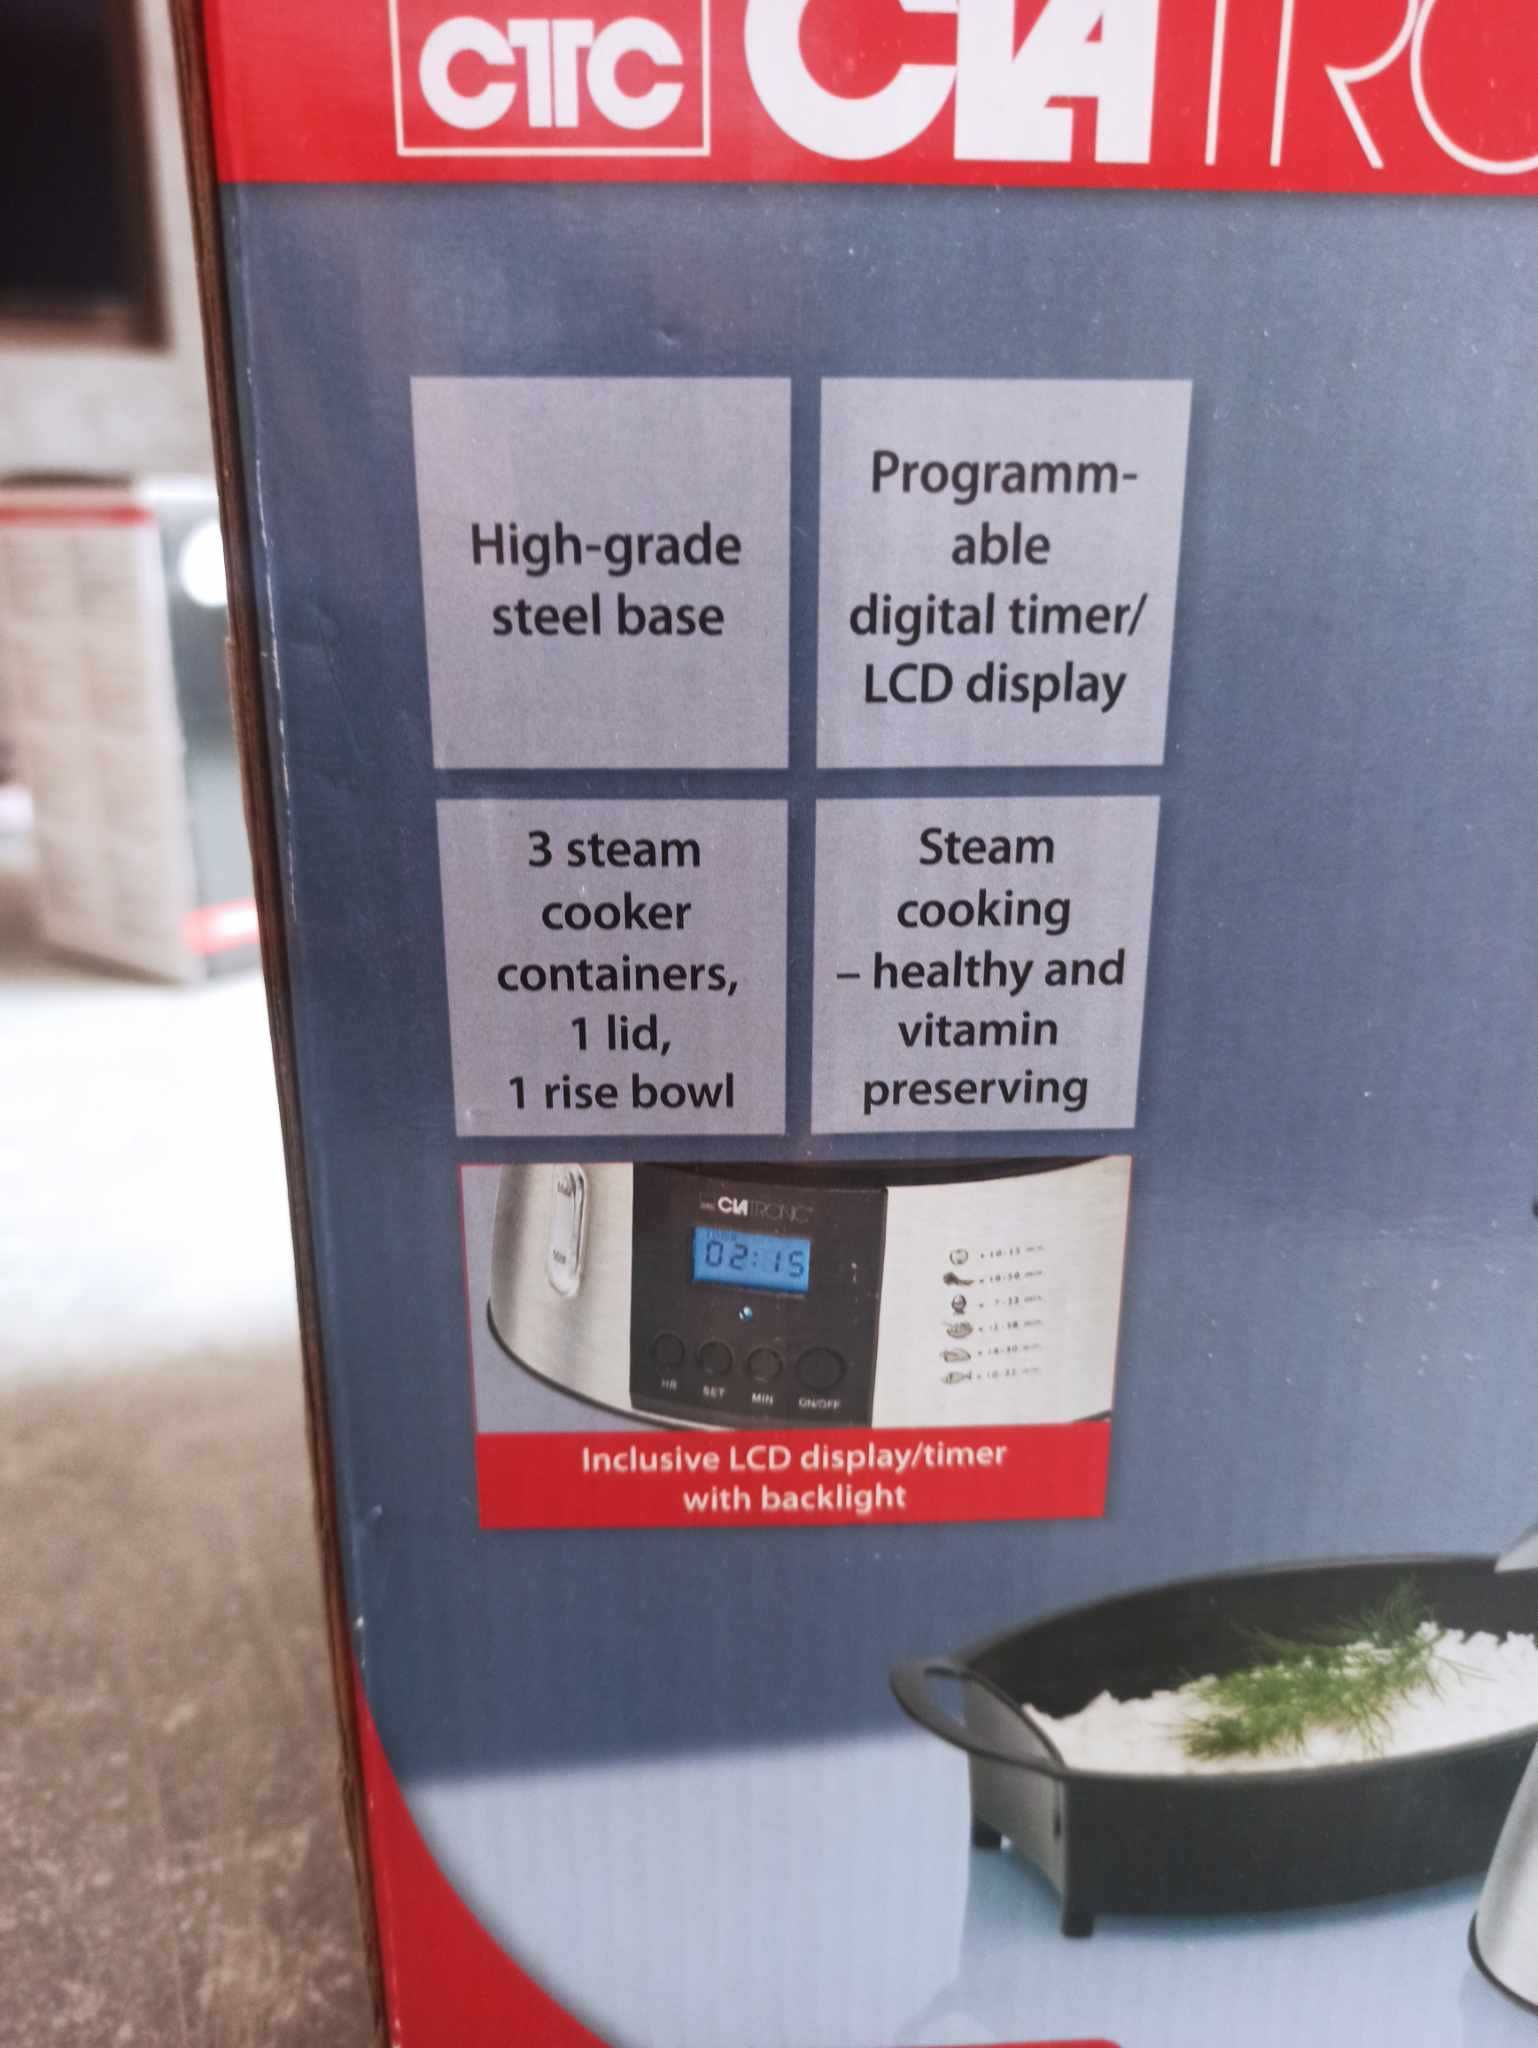 CTC CLATRO
High-grade
steel base
Programm-
able
digital timer/
LCD display
3 steam
cooker
containers,
1 lid,
1 rise bowl
Steam
cooking
– healthy and
vitamin
preserving
CLATRONIC
02:15
HR SET MIN ON/OFF
Inclusive LCD display/timer
with backlight